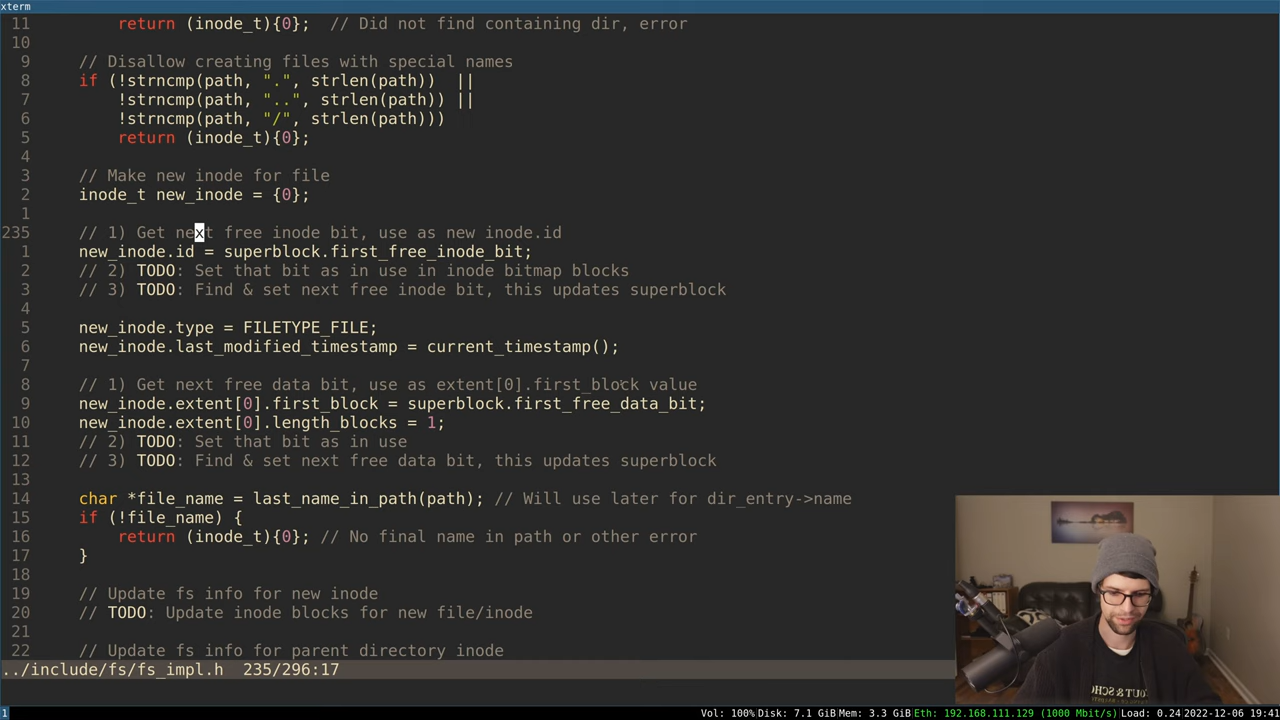 xterm
11         return (inode_t){0};  // Did not find containing dir, error
10
9     // Disallow creating files with special names
8     if (!strncmp(path, ".", strlen(path))  ||
7         !strncmp(path, "..", strlen(path)) ||
6         !strncmp(path, "/", strlen(path)))
5         return (inode_t){0};
4
3     // Make new inode for file
2     inode_t new_inode = {0};
1
235     // 1) Get next free inode bit, use as new inode.id
1     new_inode.id = superblock.first_free_inode_bit;
2     // 2) TODO: Set that bit as in use in inode bitmap blocks
3     // 3) TODO: Find & set next free inode bit, this updates superblock
4
5     new_inode.type = FILETYPE_FILE;
6     new_inode.last_modified_timestamp = current_timestamp();
7
8     // 1) Get next free data bit, use as extent[0].first_block value
9     new_inode.extent[0].first_block = superblock.first_free_data_bit;
10     new_inode.extent[0].length_blocks = 1;
11     // 2) TODO: Set that bit as in use
12     // 3) TODO: Find & set next free data bit, this updates superblock
13
14     char *file_name = last_name_in_path(path); // Will use later for dir_entry->name
15     if (!file_name) {
16         return (inode_t){0}; // No final name in path or other error
17     }
18
19     // Update fs info for new inode
20     // TODO: Update inode blocks for new file/inode
21
22     // Update fs info for parent directory inode
../include/fs/fs_impl.h  235/296:17
1 Vol: 100% Disk: 7.1 GiB Mem: 3.3 GiB Eth: 192.168.111.129 (1000 Mbit/s) Load: 0.24 2022-12-06 19:41